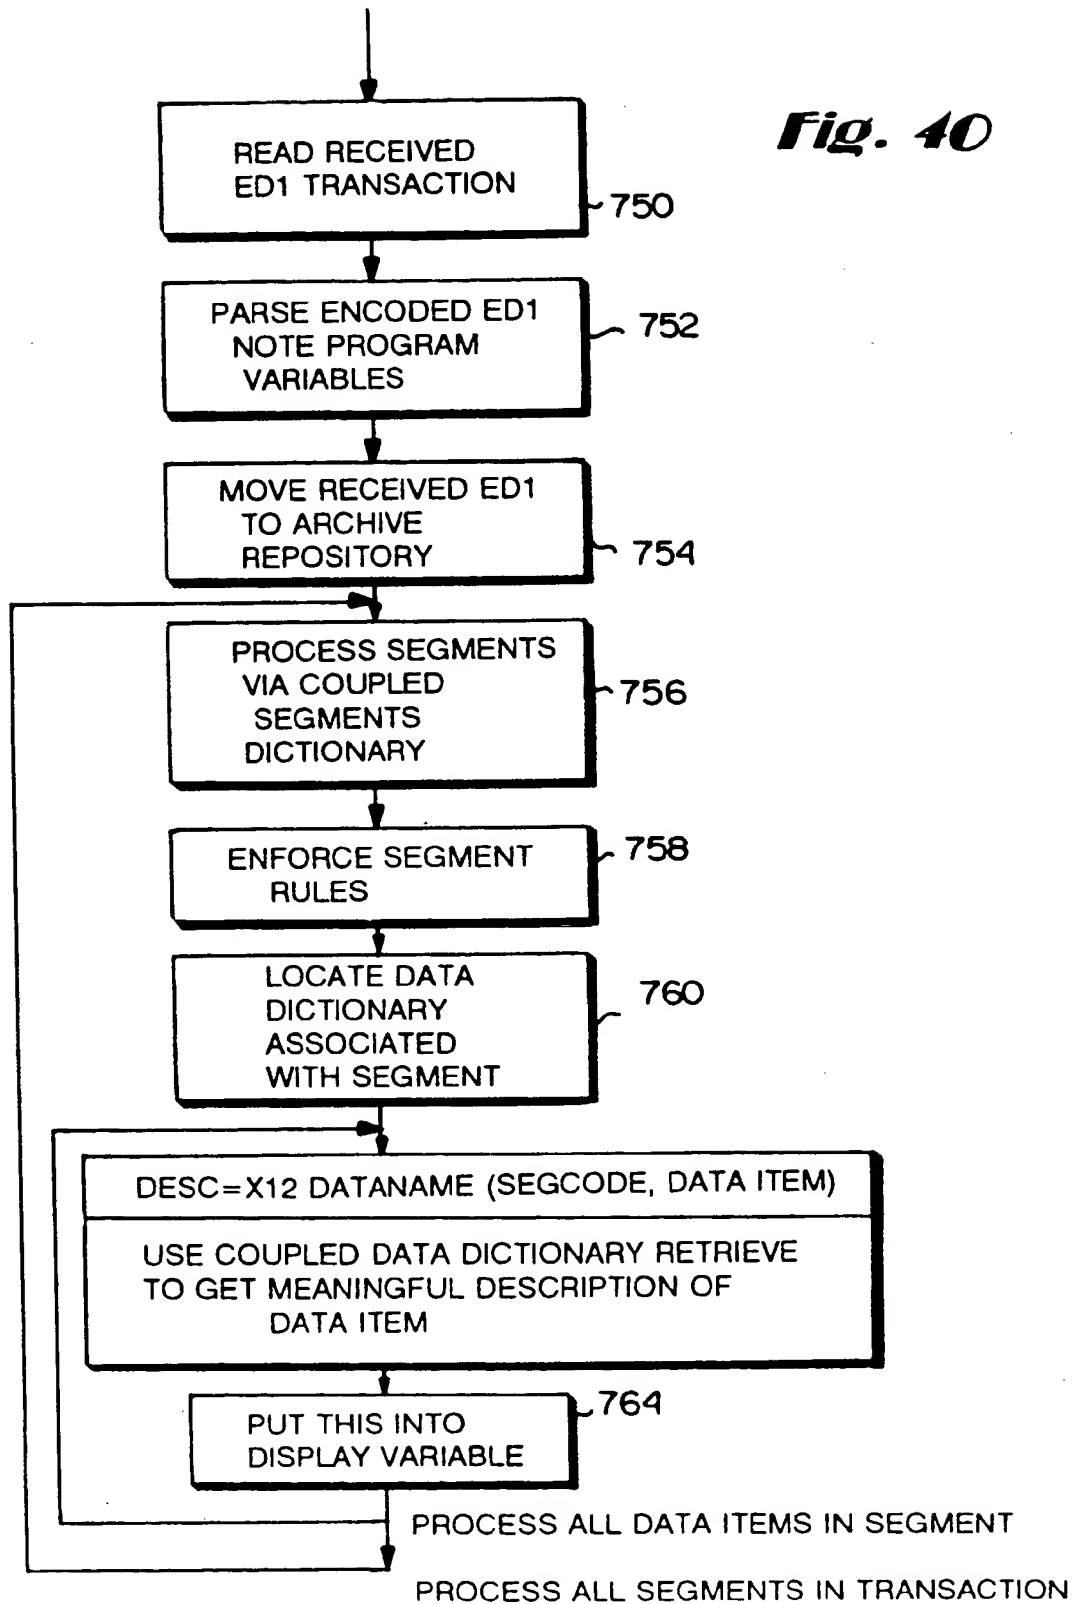 Fig. 40
READ RECEIVED
ED1 TRANSACTION
750
PARSE ENCODED ED1
NOTE PROGRAM
VARIABLES
752
MOVE RECEIVED ED1
TO ARCHIVE
REPOSITORY
754
PROCESS SEGMENTS
VIA COUPLED
SEGMENTS
DICTIONARY
756
ENFORCE SEGMENT
RULES
758
LOCATE DATA
DICTIONARY
ASSOCIATED
WITH SEGMENT
760
DESC=X12 DATANAME (SEGCODE, DATA ITEM)
USE COUPLED DATA DICTIONARY RETRIEVE
TO GET MEANINGFUL DESCRIPTION OF
DATA ITEM
PUT THIS INTO
DISPLAY VARIABLE
764
PROCESS ALL DATA ITEMS IN SEGMENT
PROCESS ALL SEGMENTS IN TRANSACTION